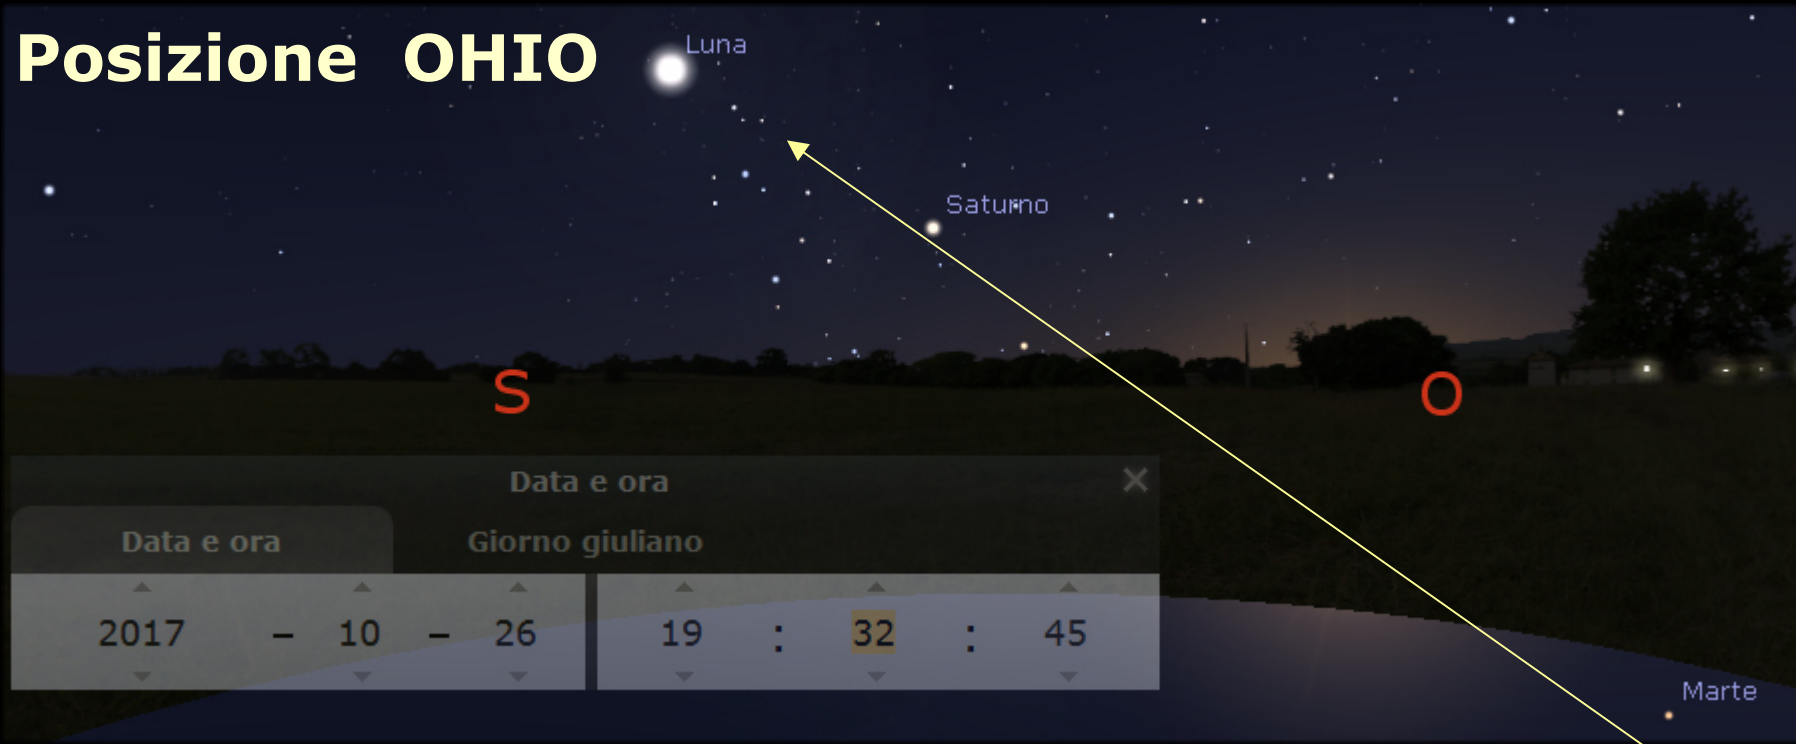 Posizione OHIO
Luna
Saturno
S
O
Data e ora
Data e ora Giorno giuliano
2017 – 10 – 26 19 : 32 : 45
Marte